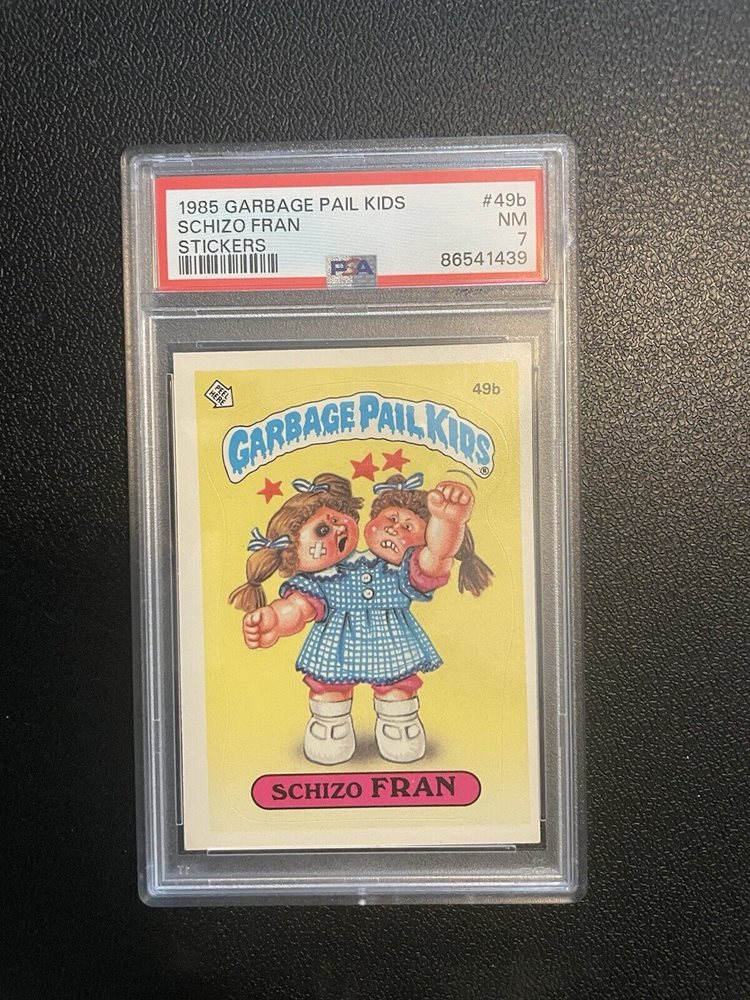 1985 GARBAGE PAIL KIDS #49b
SCHIZO FRAN NM
STICKERS 7
PSA 86541439
PEEL HERE 49b
GARBAGE PAIL KIDS ®
SCHIZO FRAN